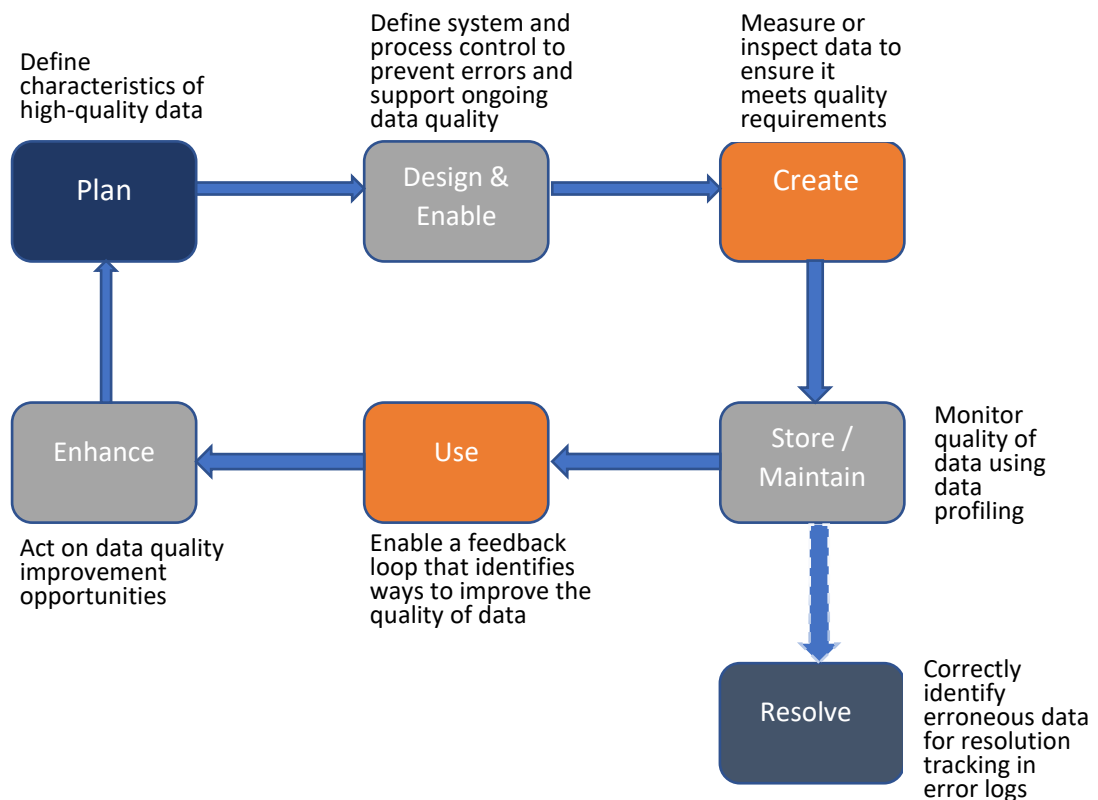 Define
characteristics of
high-quality data
Define system and
process control to
prevent errors and
support ongoing
data quality
Measure or
inspect data to
ensure it
meets quality
requirements
Plan
Design &
Enable
Create
Enhance
Use
Store /
Maintain
Monitor
quality of
data using
data
profiling
Act on data quality
improvement
opportunities
Enable a feedback
loop that identifies
ways to improve the
quality of data
Resolve
Correctly
identify
erroneous data
for resolution
tracking in
error logs